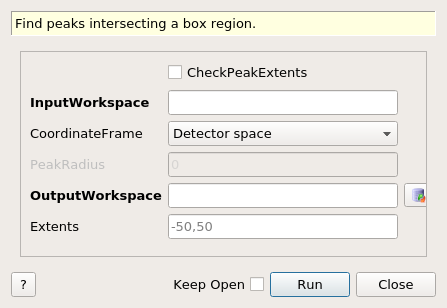 Find peaks intersecting a box region.
CheckPeakExtents
InputWorkspace
CoordinateFrame Detector space
PeakRadius 0
OutputWorkspace
Extents -50,50
? Keep Open Run Close